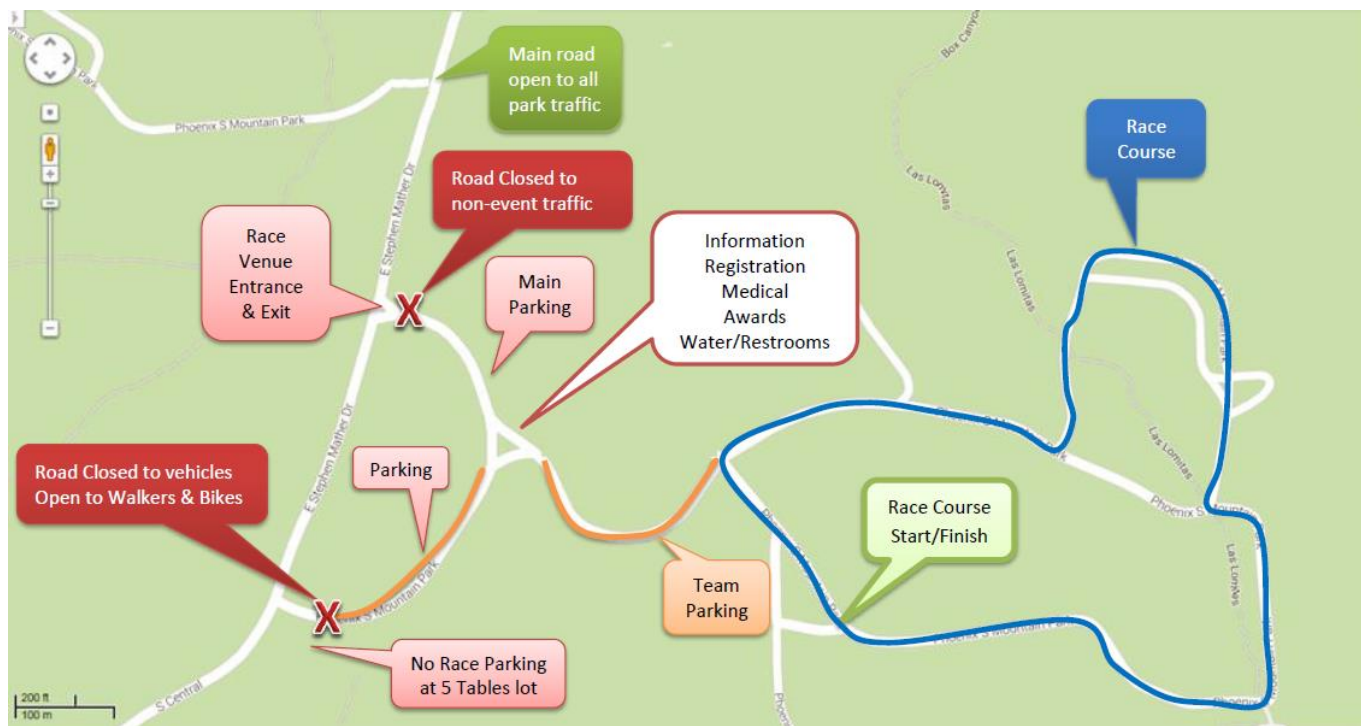 Main road
open to all
park traffic
Phoenix S Mountain Park
Box Canyon
Race
Course
Road Closed to
non-event traffic
E Stephen Mather Dr
Las Lomitas
Race
Venue
Entrance
& Exit
Information
Registration
Medical
Awards
Water/Restrooms
Main
Parking
X
Las Lomitas
Parking
Road Closed to vehicles
Open to Walkers & Bikes
E Stephen Mather Dr
Las Lomitas
Race Course
Start/Finish
Phoenix S Mountain Park
Las Lomitas
Team
Parking
X
S Mountain Park
Phoenix S Mountain Park
No Race Parking
at 5 Tables lot
S Central
Phoenix S
Phoenix S
200 ft
100 m